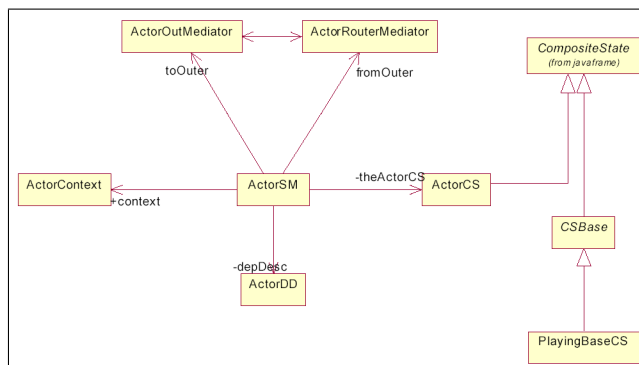 ActorOutMediator
ActorRouterMediator
CompositeState
(from javaframe)
toOuter
fromOuter
ActorContext
ActorSM
-theActorCS
ActorCS
+context
CSBase
-depDesc
ActorDD
PlayingBaseCS